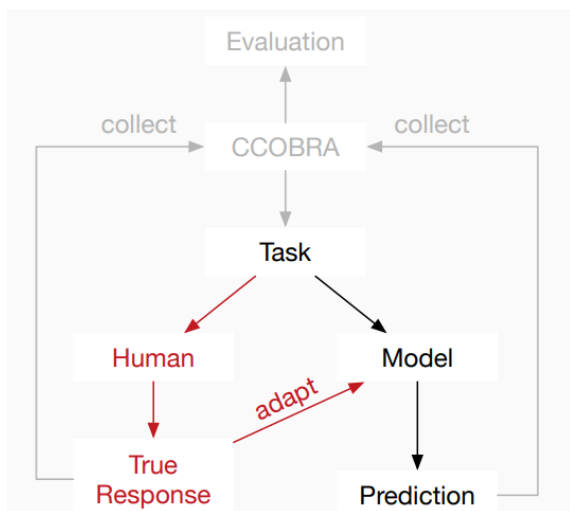 Evaluation
collect
collect
CCOBRA
Task
Human
Model
adapt
True
Response
Prediction